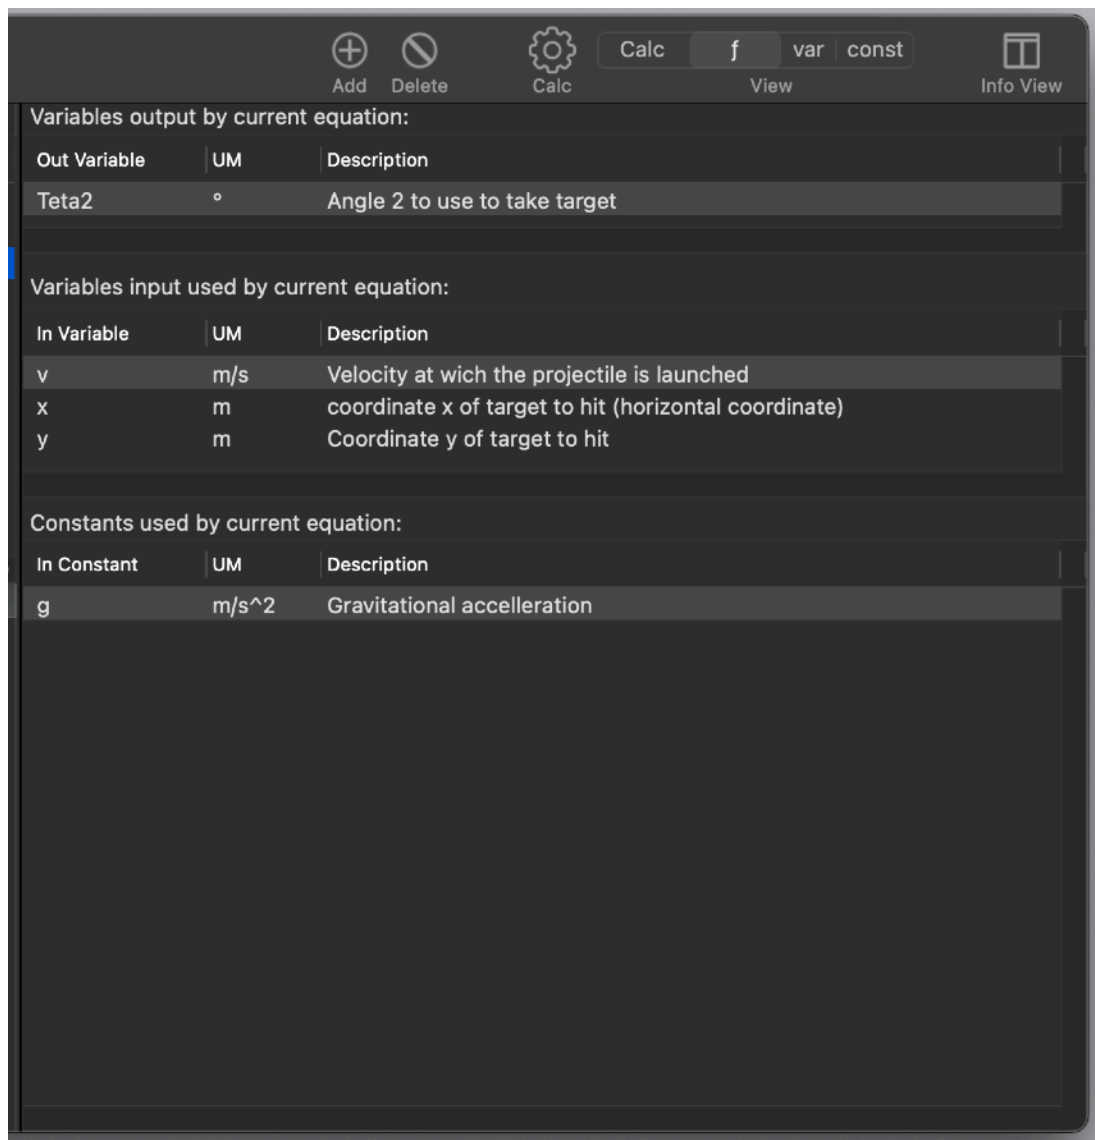 Calc ƒ var const
Add Delete Calc View Info View
Variables output by current equation:
Out Variable UM Description
Teta2 ° Angle 2 to use to take target
Variables input used by current equation:
In Variable UM Description
v m/s Velocity at wich the projectile is launched
x m coordinate x of target to hit (horizontal coordinate)
y m Coordinate y of target to hit
Constants used by current equation:
In Constant UM Description
g m/s^2 Gravitational accelleration